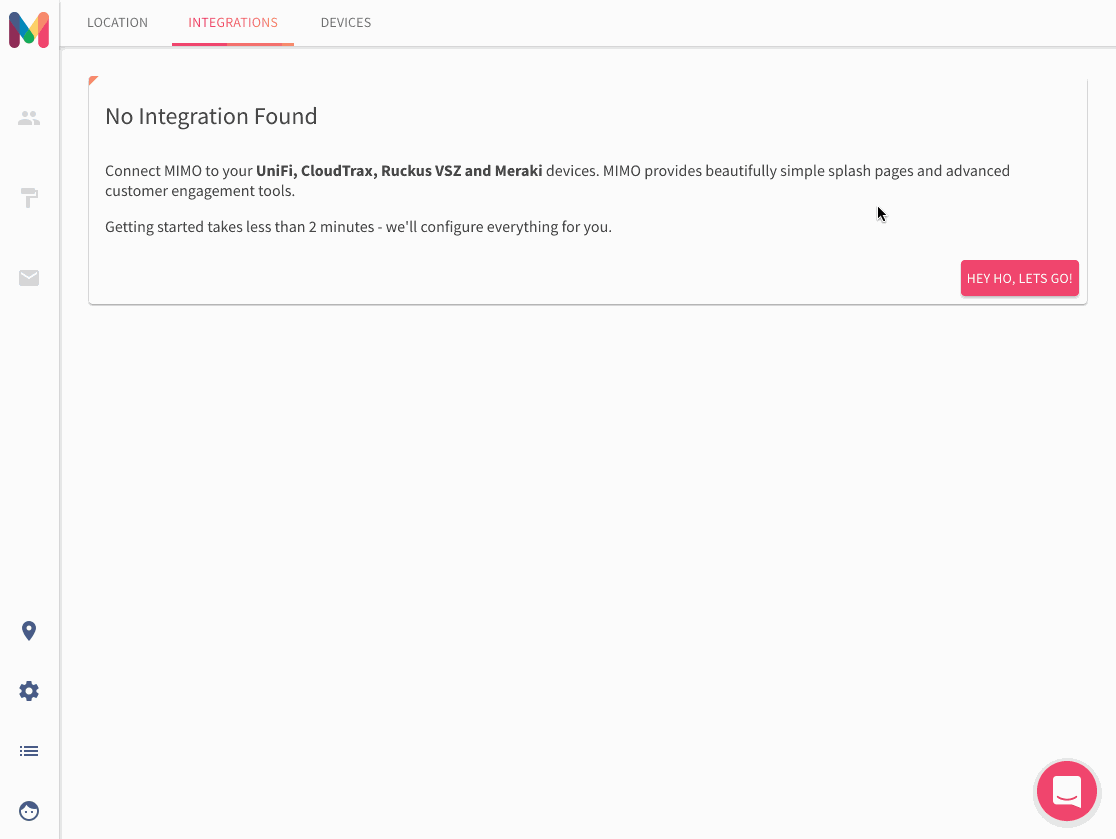 LOCATION INTEGRATIONS DEVICES
No Integration Found
Connect MIMO to your UniFi, CloudTrax, Ruckus VSZ and Meraki devices. MIMO provides beautifully simple splash pages and advanced
customer engagement tools.
Getting started takes less than 2 minutes - we'll configure everything for you.
HEY HO, LETS GO!